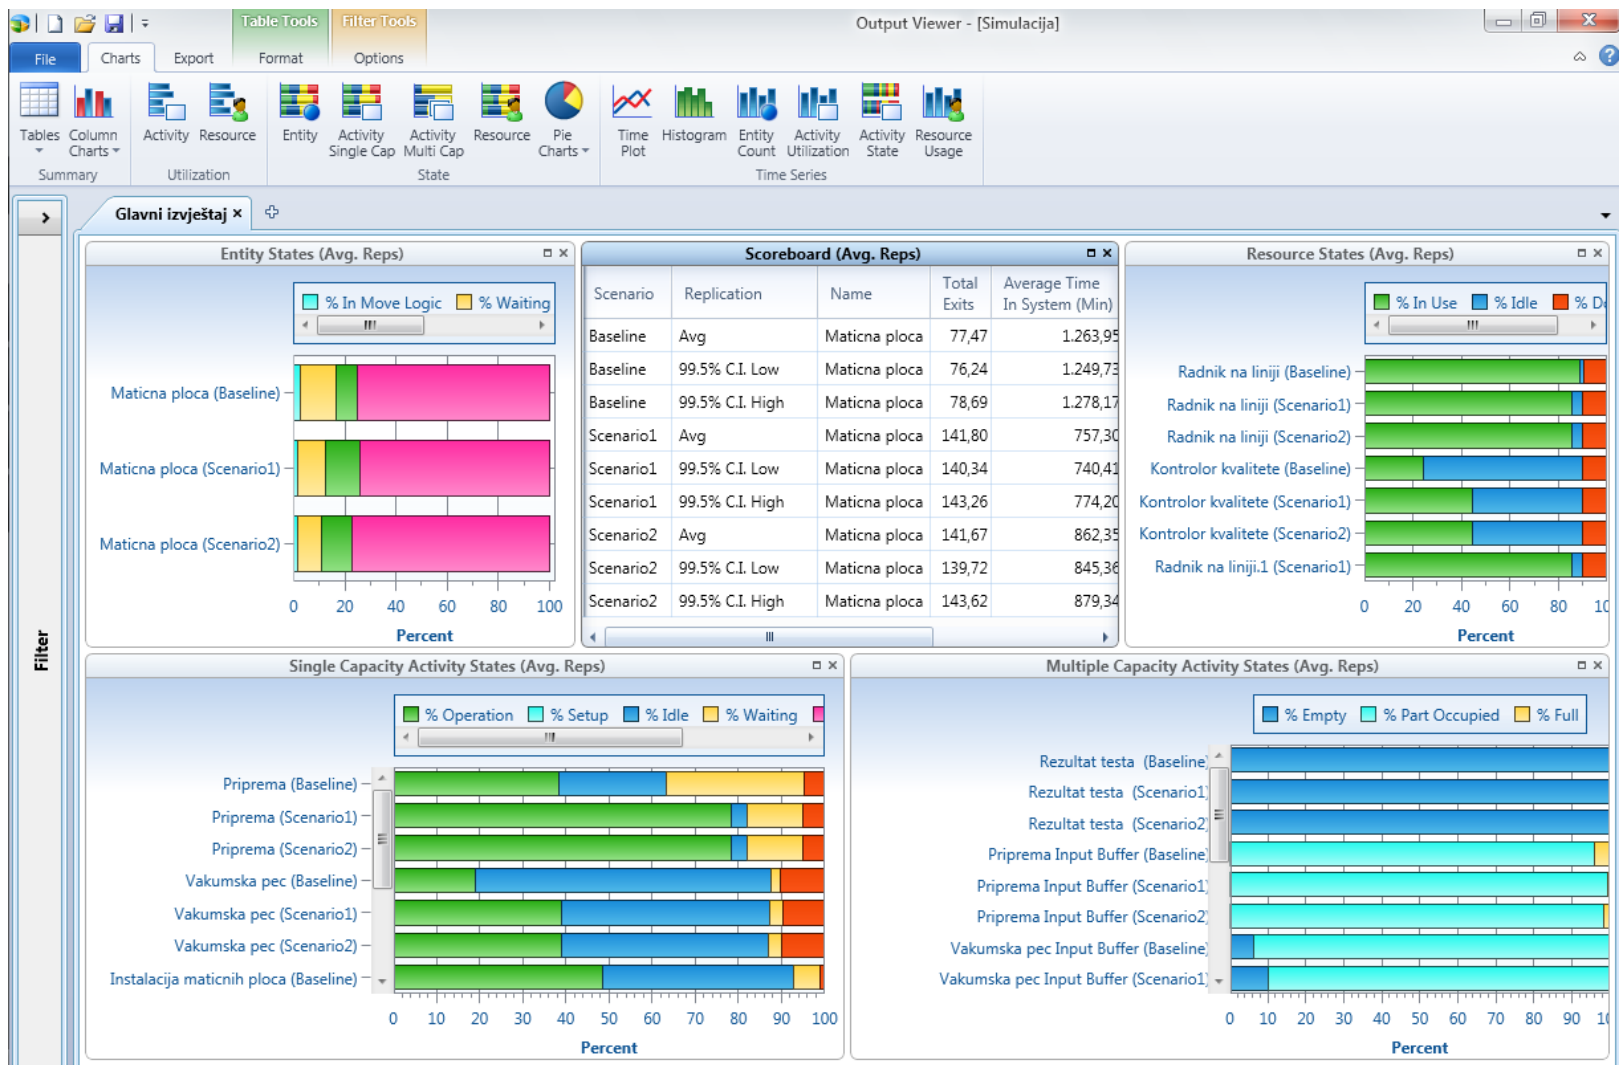 Table Tools Filter Tools Output Viewer - [Simulacija]
File Charts Export Format Options
Tables Column Charts Activity Resource Entity Activity Single Cap Activity Multi Cap Resource Pie Charts Time Plot Histogram Entity Count Activity Utilization Activity State Resource Usage
Summary Utilization State Time Series
Glavni izvještaj
Filter
Entity States (Avg. Reps)
% In Move Logic % Waiting
Maticna ploca (Baseline)
Maticna ploca (Scenario1)
Maticna ploca (Scenario2)
0 20 40 60 80 100
Percent
Scoreboard (Avg. Reps)
Scenario Replication Name Total Exits Average Time In System (Min)
Baseline Avg Maticna ploca 77,47 1.263,95
Baseline 99.5% C.I. Low Maticna ploca 76,24 1.249,73
Baseline 99.5% C.I. High Maticna ploca 78,69 1.278,17
Scenario1 Avg Maticna ploca 141,80 757,30
Scenario1 99.5% C.I. Low Maticna ploca 140,34 740,41
Scenario1 99.5% C.I. High Maticna ploca 143,26 774,20
Scenario2 Avg Maticna ploca 141,67 862,35
Scenario2 99.5% C.I. Low Maticna ploca 139,72 845,36
Scenario2 99.5% C.I. High Maticna ploca 143,62 879,34
Resource States (Avg. Reps)
% In Use % Idle % Do
Radnik na liniji (Baseline)
Radnik na liniji (Scenario1)
Radnik na liniji (Scenario2)
Kontrolor kvalitete (Baseline)
Kontrolor kvalitete (Scenario1)
Kontrolor kvalitete (Scenario2)
Radnik na liniji.1 (Scenario1)
0 20 40 60 80 10
Percent
Single Capacity Activity States (Avg. Reps)
% Operation % Setup % Idle % Waiting
Priprema (Baseline)
Priprema (Scenario1)
Priprema (Scenario2)
Vakumska pec (Baseline)
Vakumska pec (Scenario1)
Vakumska pec (Scenario2)
Instalacija maticnih ploca (Baseline)
0 10 20 30 40 50 60 70 80 90 100
Percent
Multiple Capacity Activity States (Avg. Reps)
% Empty % Part Occupied % Full
Rezultat testa (Baseline)
Rezultat testa (Scenario1)
Rezultat testa (Scenario2)
Priprema Input Buffer (Baseline)
Priprema Input Buffer (Scenario1)
Priprema Input Buffer (Scenario2)
Vakumska pec Input Buffer (Baseline)
Vakumska pec Input Buffer (Scenario1)
0 10 20 30 40 50 60 70 80 90 10
Percent